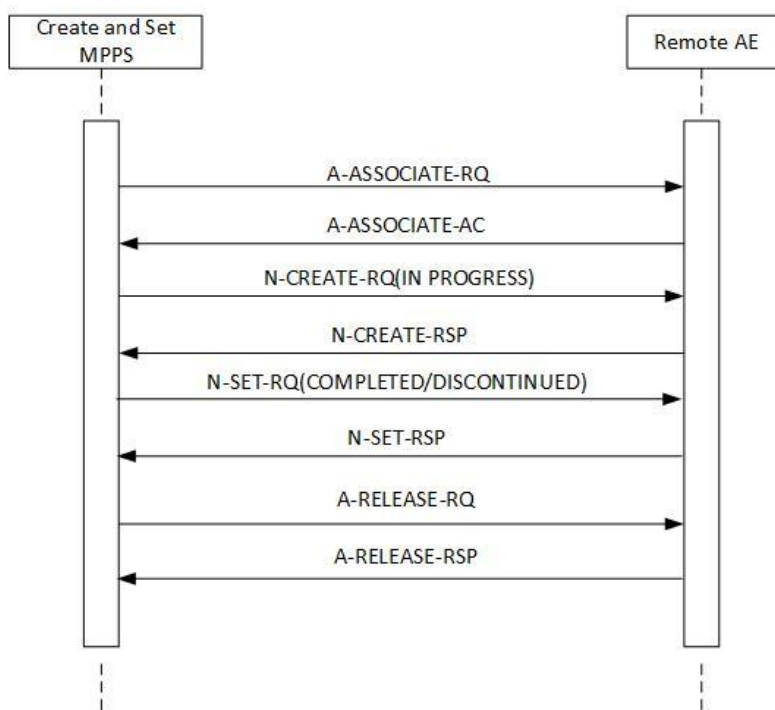 Create and Set
MPPS
Remote AE
A-ASSOCIATE-RQ
A-ASSOCIATE-AC
N-CREATE-RQ(IN PROGRESS)
N-CREATE-RSP
N-SET-RQ(COMPLETED/DISCONTINUED)
N-SET-RSP
A-RELEASE-RQ
A-RELEASE-RSP